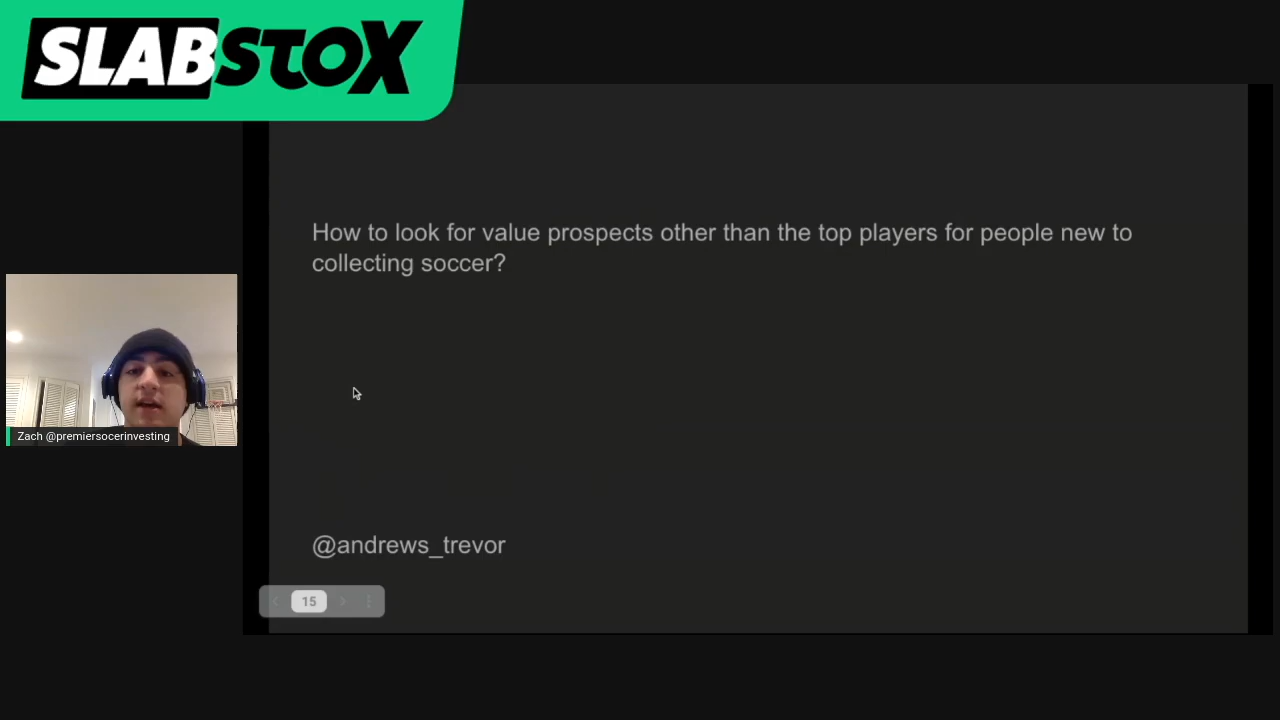 SLABSTOX
How to look for value prospects other than the top players for people new to
collecting soccer?
Zach @premiersocerinvesting
@andrews_trevor
15